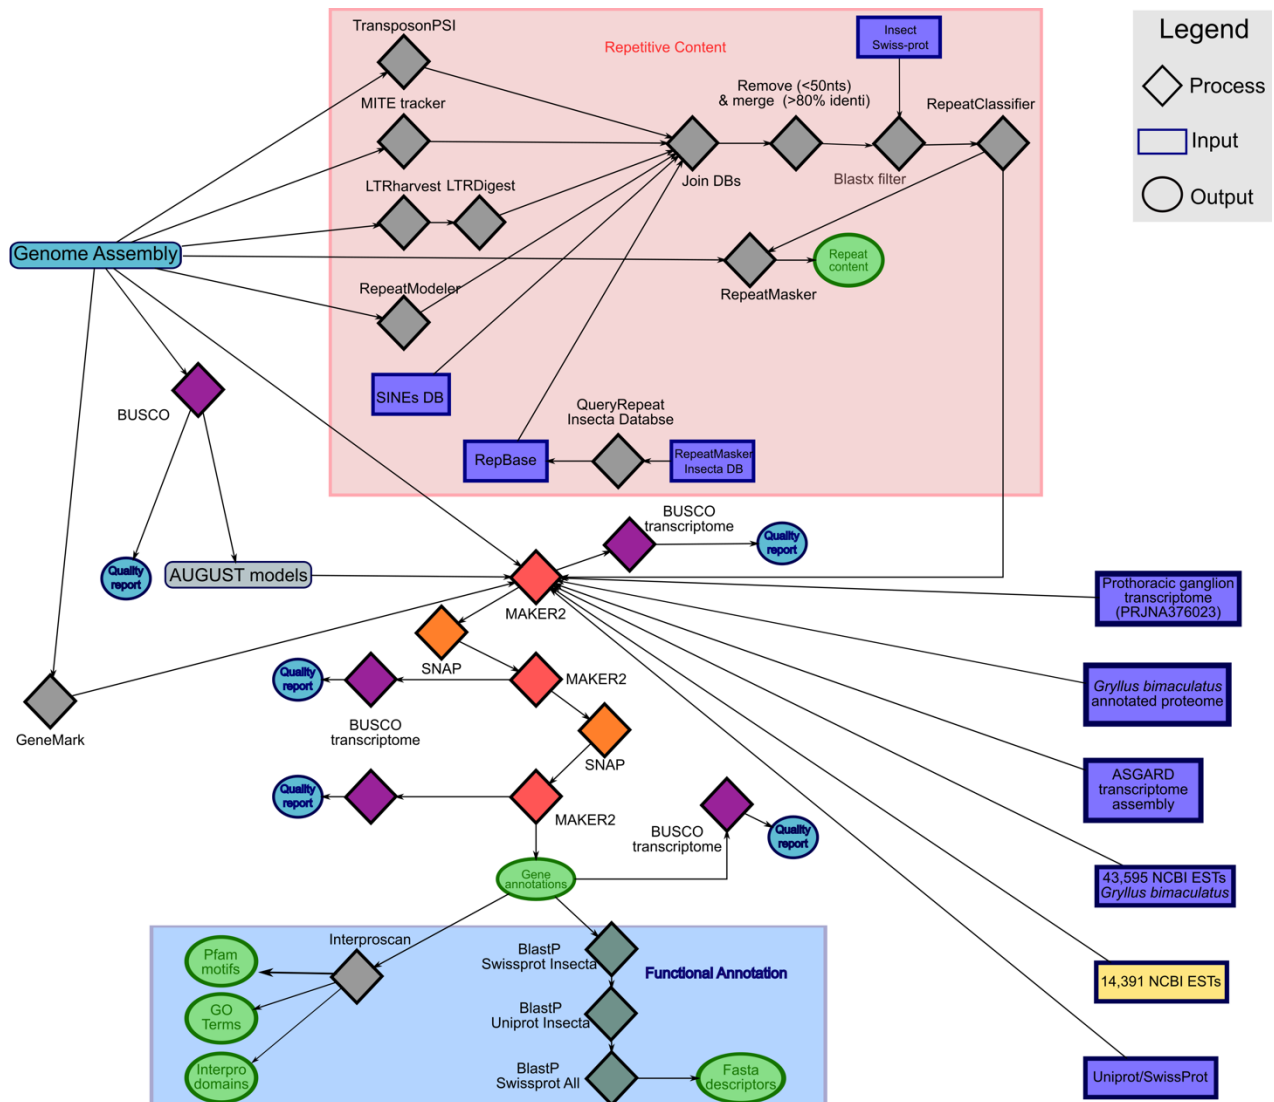 TransposonPSI
Repetitive Content
Insect
Swiss-prot
Legend
Process
Input
Output
MITE tracker
Remove (<50nts)
& merge  (>80% identi)
RepeatClassifier
Join DBs
Blastx filter
LTRharvest
LTRDigest
Genome Assembly
Repeat
content
RepeatMasker
RepeatModeler
SINEs DB
QueryRepeat
Insecta Databse
RepBase
RepeatMasker
Insecta DB
BUSCO
BUSCO
transcriptome
Quality
report
Quality
report
AUGUST models
MAKER2
Prothoracic ganglion
transcriptome
(PRJNA376023)
SNAP
Quality
report
MAKER2
BUSCO
transcriptome
Gryllus bimaculatus
annotated proteome
GeneMark
SNAP
ASGARD
transcriptome
assembly
Quality
report
MAKER2
BUSCO
transcriptome
Quality
report
Gene
annotations
43,595 NCBI ESTs
Gryllus bimaculatus
Interproscan
Pfam
motifs
BlastP
Swissprot Insecta
Functional Annotation
14,391 NCBI ESTs
GO
Terms
BlastP
Uniprot Insecta
Interpro
domains
BlastP
Swissprot All
Fasta
descriptors
Uniprot/SwissProt